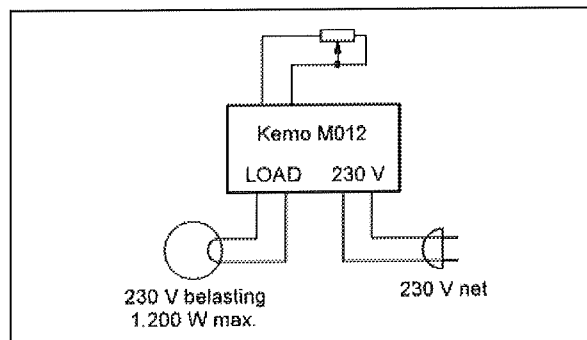 Kemo M012
LOAD 230 V
230 V belasting
1.200 W max.
230 V net